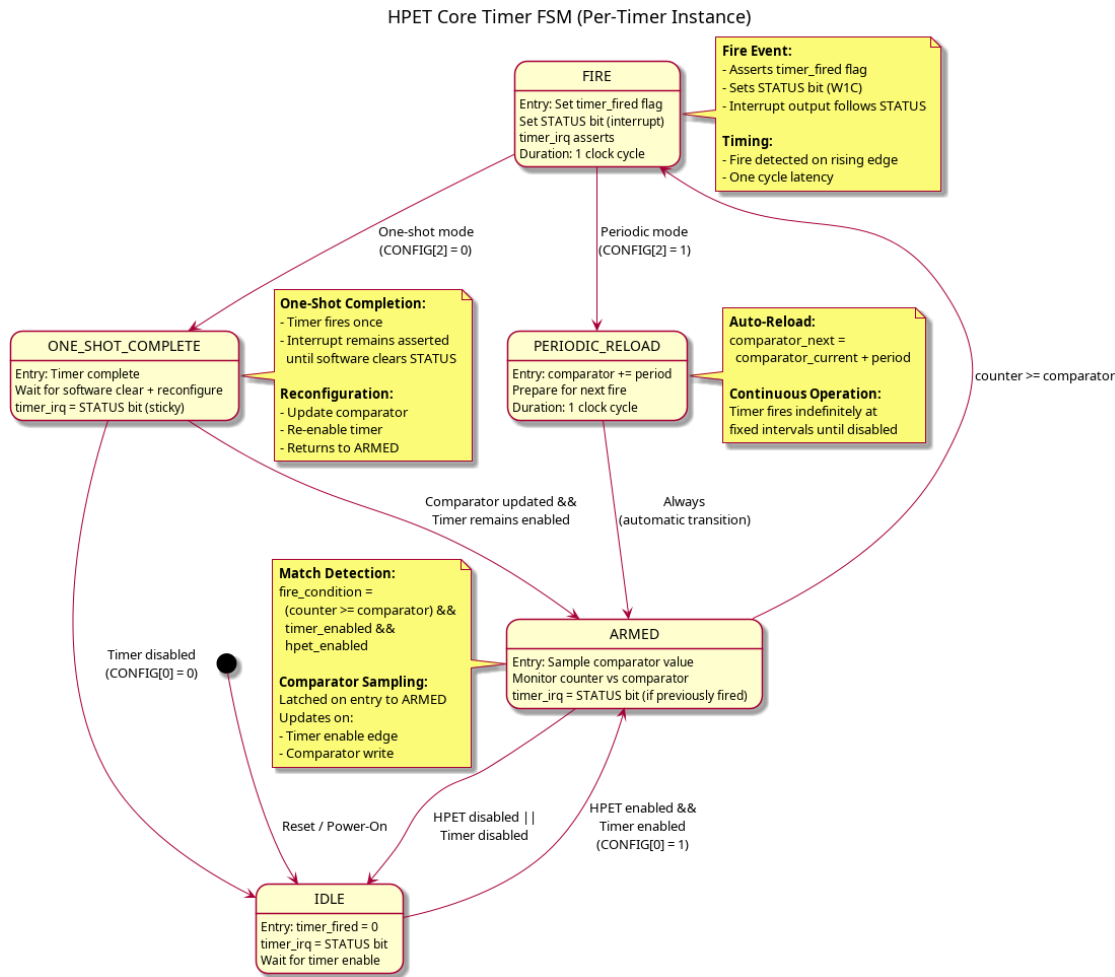 HPET Core Timer FSM (Per-Timer Instance)
FIRE
Entry: Set timer_fired flag
Set STATUS bit (interrupt)
timer_irq asserts
Duration: 1 clock cycle
Fire Event:
- Asserts timer_fired flag
- Sets STATUS bit (W1C)
- Interrupt output follows STATUS
Timing:
- Fire detected on rising edge
- One cycle latency
One-shot mode
(CONFIG[2] = 0)
Periodic mode
(CONFIG[2] = 1)
ONE_SHOT_COMPLETE
Entry: Timer complete
Wait for software clear + reconfigure
timer_irq = STATUS bit (sticky)
One-Shot Completion:
- Timer fires once
- Interrupt remains asserted
until software clears STATUS
Reconfiguration:
- Update comparator
- Re-enable timer
- Returns to ARMED
PERIODIC_RELOAD
Entry: comparator += period
Prepare for next fire
Duration: 1 clock cycle
Auto-Reload:
comparator_next =
comparator_current + period
Continuous Operation:
Timer fires indefinitely at
fixed intervals until disabled
counter >= comparator
Comparator updated &&
Timer remains enabled
Always
(automatic transition)
Match Detection:
fire_condition =
(counter >= comparator) &&
timer_enabled &&
hpet_enabled
Comparator Sampling:
Latched on entry to ARMED
Updates on:
- Timer enable edge
- Comparator write
ARMED
Entry: Sample comparator value
Monitor counter vs comparator
timer_irq = STATUS bit (if previously fired)
Timer disabled
(CONFIG[0] = 0)
Reset / Power-On
HPET disabled ||
Timer disabled
HPET enabled &&
Timer enabled
(CONFIG[0] = 1)
IDLE
Entry: timer_fired = 0
timer_irq = STATUS bit
Wait for timer enable